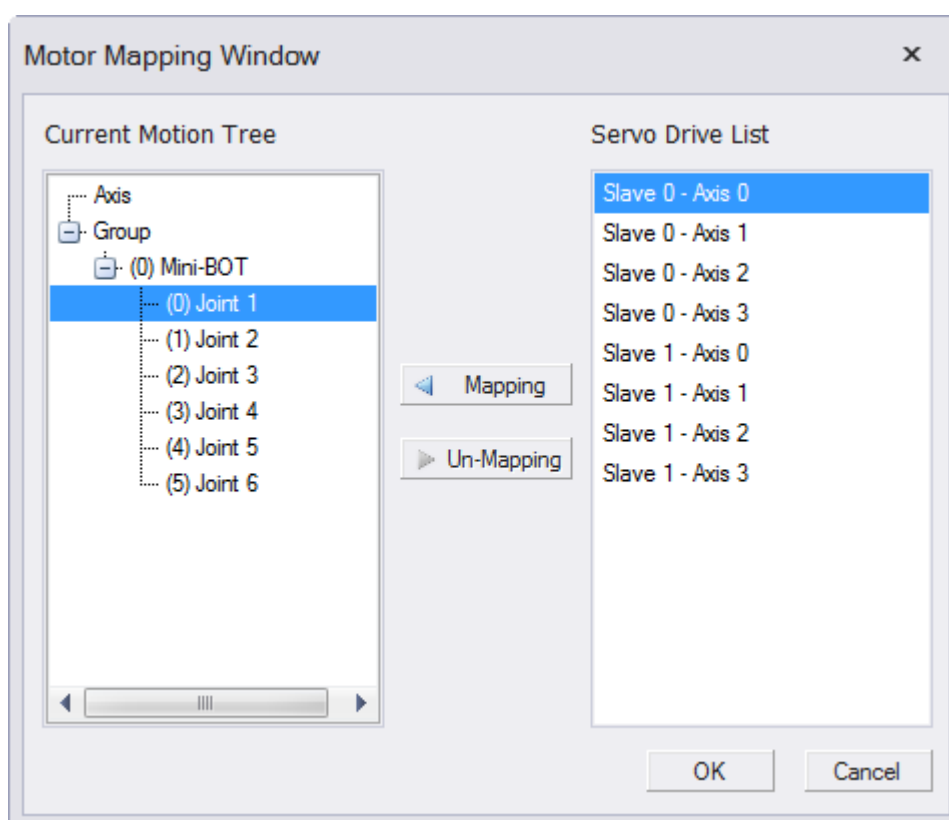 Motor Mapping Window
Current Motion Tree
Axis
Group
(0) Mini-BOT
(0) Joint 1
(1) Joint 2
(2) Joint 3
(3) Joint 4
(4) Joint 5
(5) Joint 6
Mapping
Un-Mapping
Servo Drive List
Slave 0 - Axis 0
Slave 0 - Axis 1
Slave 0 - Axis 2
Slave 0 - Axis 3
Slave 1 - Axis 0
Slave 1 - Axis 1
Slave 1 - Axis 2
Slave 1 - Axis 3
OK
Cancel